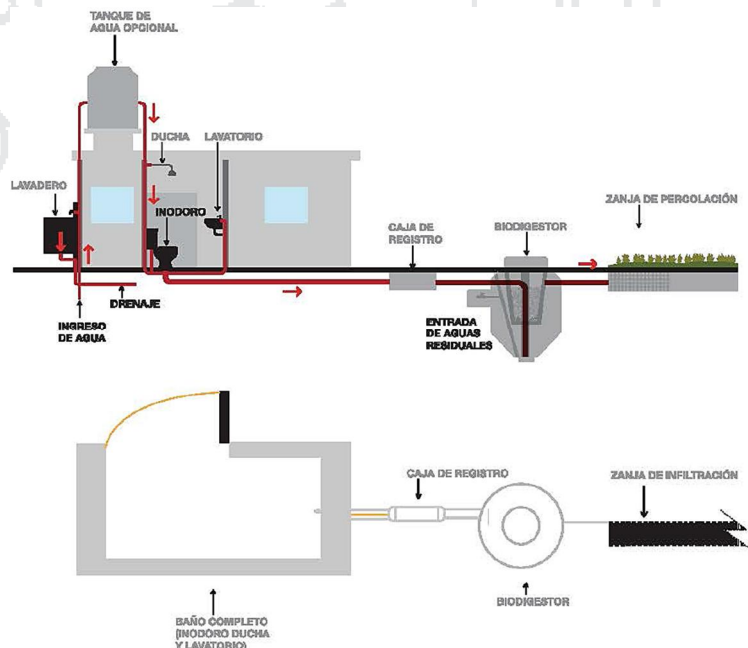 TANQUE DE
AGUA OPCIONAL
DUCHA
LAVATORIO
LAVADERO
INODORO
CAJA DE
REGISTRO
BIODIGESTOR
ZANJA DE PERCOLACIÓN
DRENAJE
INGRESO
DE AGUA
ENTRADA
DE AGUAS
RESIDUALES
CAJA DE REGISTRO
ZANJA DE INFILTRACIÓN
BIODIGESTOR
BAÑO COMPLETO
(INODORO DUCHA
Y LAVATORIO)